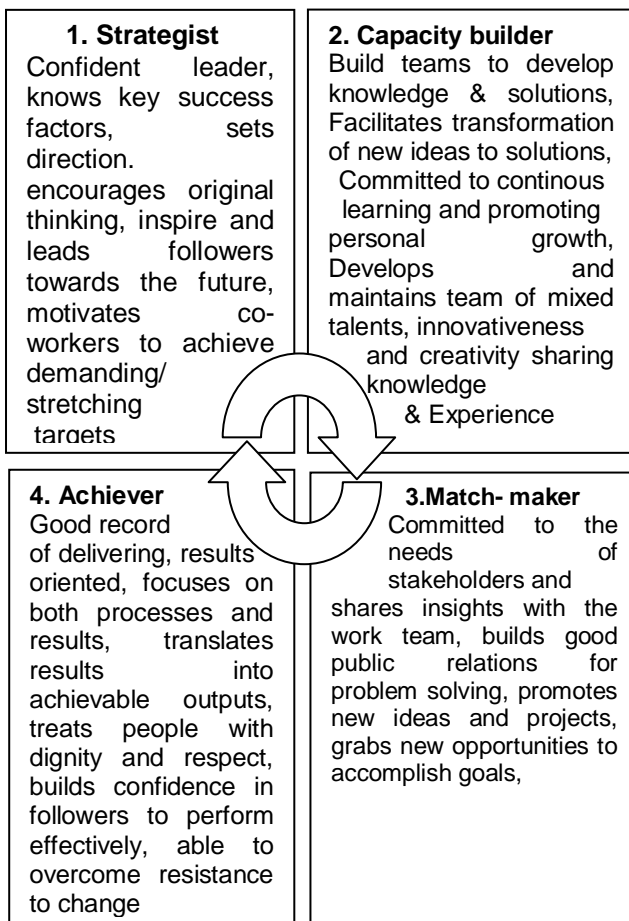 1. Strategist
Confident leader,
knows key success
factors, sets
direction.
encourages original
thinking, inspire and
leads followers
towards the future,
motivates co-
workers to achieve
demanding/
stretching
targets
2. Capacity builder
Build teams to develop
knowledge & solutions,
Facilitates transformation
of new ideas to solutions,
Committed to continous
learning and promoting
personal growth,
Develops and
maintains team of mixed
talents, innovativeness
and creativity sharing
knowledge
& Experience
3.Match- maker
Committed to the
needs of
stakeholders and
shares insights with the
work team, builds good
public relations for
problem solving, promotes
new ideas and projects,
grabs new opportunities to
accomplish goals,
4. Achiever
Good record
of delivering, results
oriented, focuses on
both processes and
results, translates
results into
achievable outputs,
treats people with
dignity and respect,
builds confidence in
followers to perform
effectively, able to
overcome resistance
to change